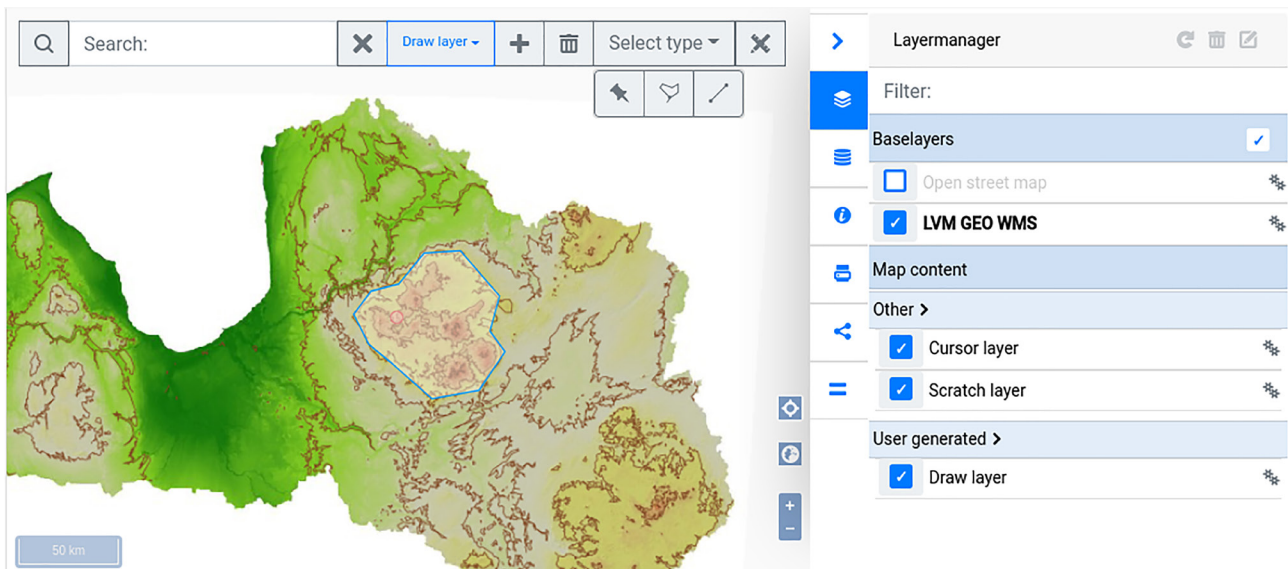 Search:
Draw layer
Select type
Layermanager
Filter:
Baselayers
Open street map
LVM GEO WMS
Map content
Other
Cursor layer
Scratch layer
User generated
Draw layer
50 km